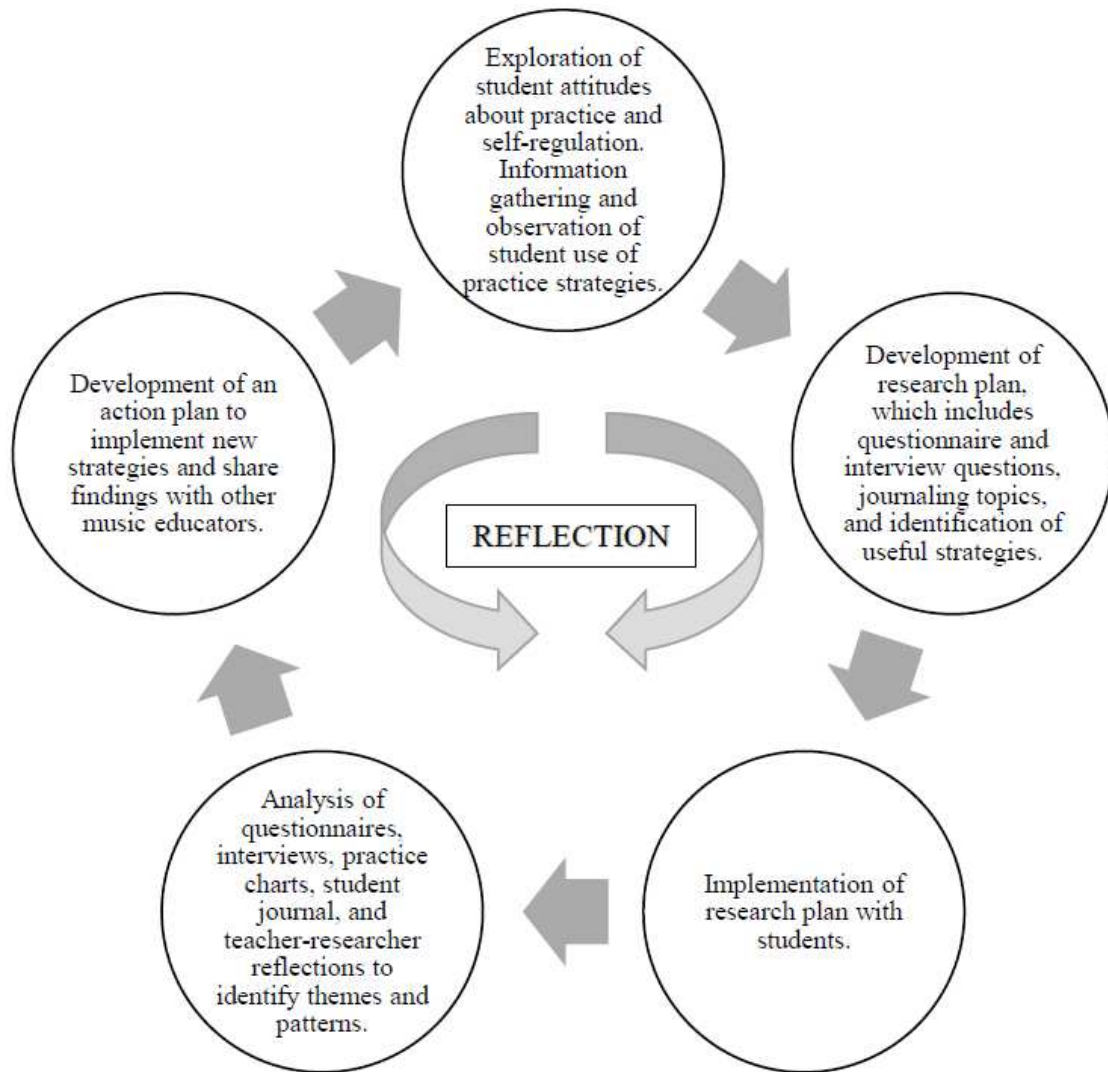 Exploration of
student attitudes
about practice and
self-regulation.
Information
gathering and
observation of
student use of
practice strategies.
Development of
research plan,
which includes
questionnaire and
interview questions,
journaling topics,
and identification of
useful strategies.
Implementation of
research plan with
students.
Analysis of
questionnaires,
interviews, practice
charts, student
journal, and
teacher-researcher
reflections to
identify themes and
patterns.
Development of an
action plan to
implement new
strategies and share
findings with other
music educators.
REFLECTION